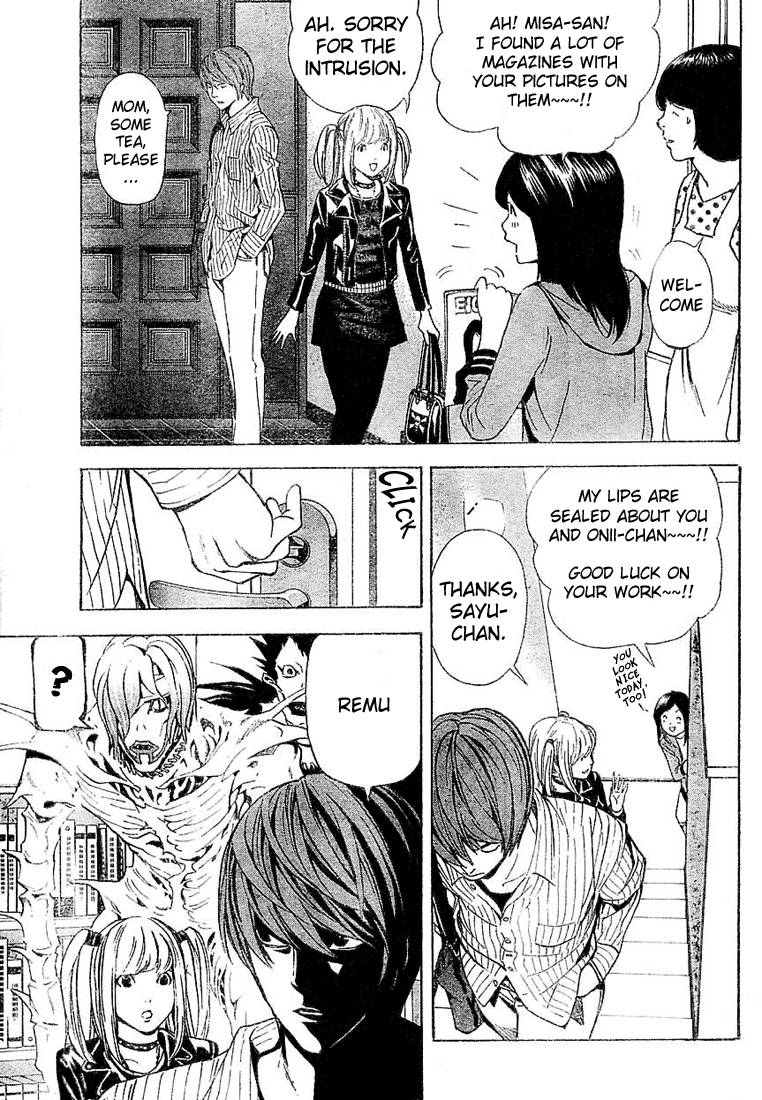 AH! MISA-SAN!
I FOUND A LOT OF
MAGAZINES WITH
YOUR PICTURES ON
THEM~~~!!
WEL-
COME
AH. SORRY
FOR THE
INTRUSION.
MOM,
SOME
TEA,
PLEASE
...
EIG
MY LIPS ARE
SEALED ABOUT YOU
AND ONII-CHAN~~~!!
GOOD LUCK ON
YOUR WORK~~!!
YOU
LOOK
NICE
TODAY,
TOO!
THANKS,
SAYU-
CHAN.
CLICK
REMU
?